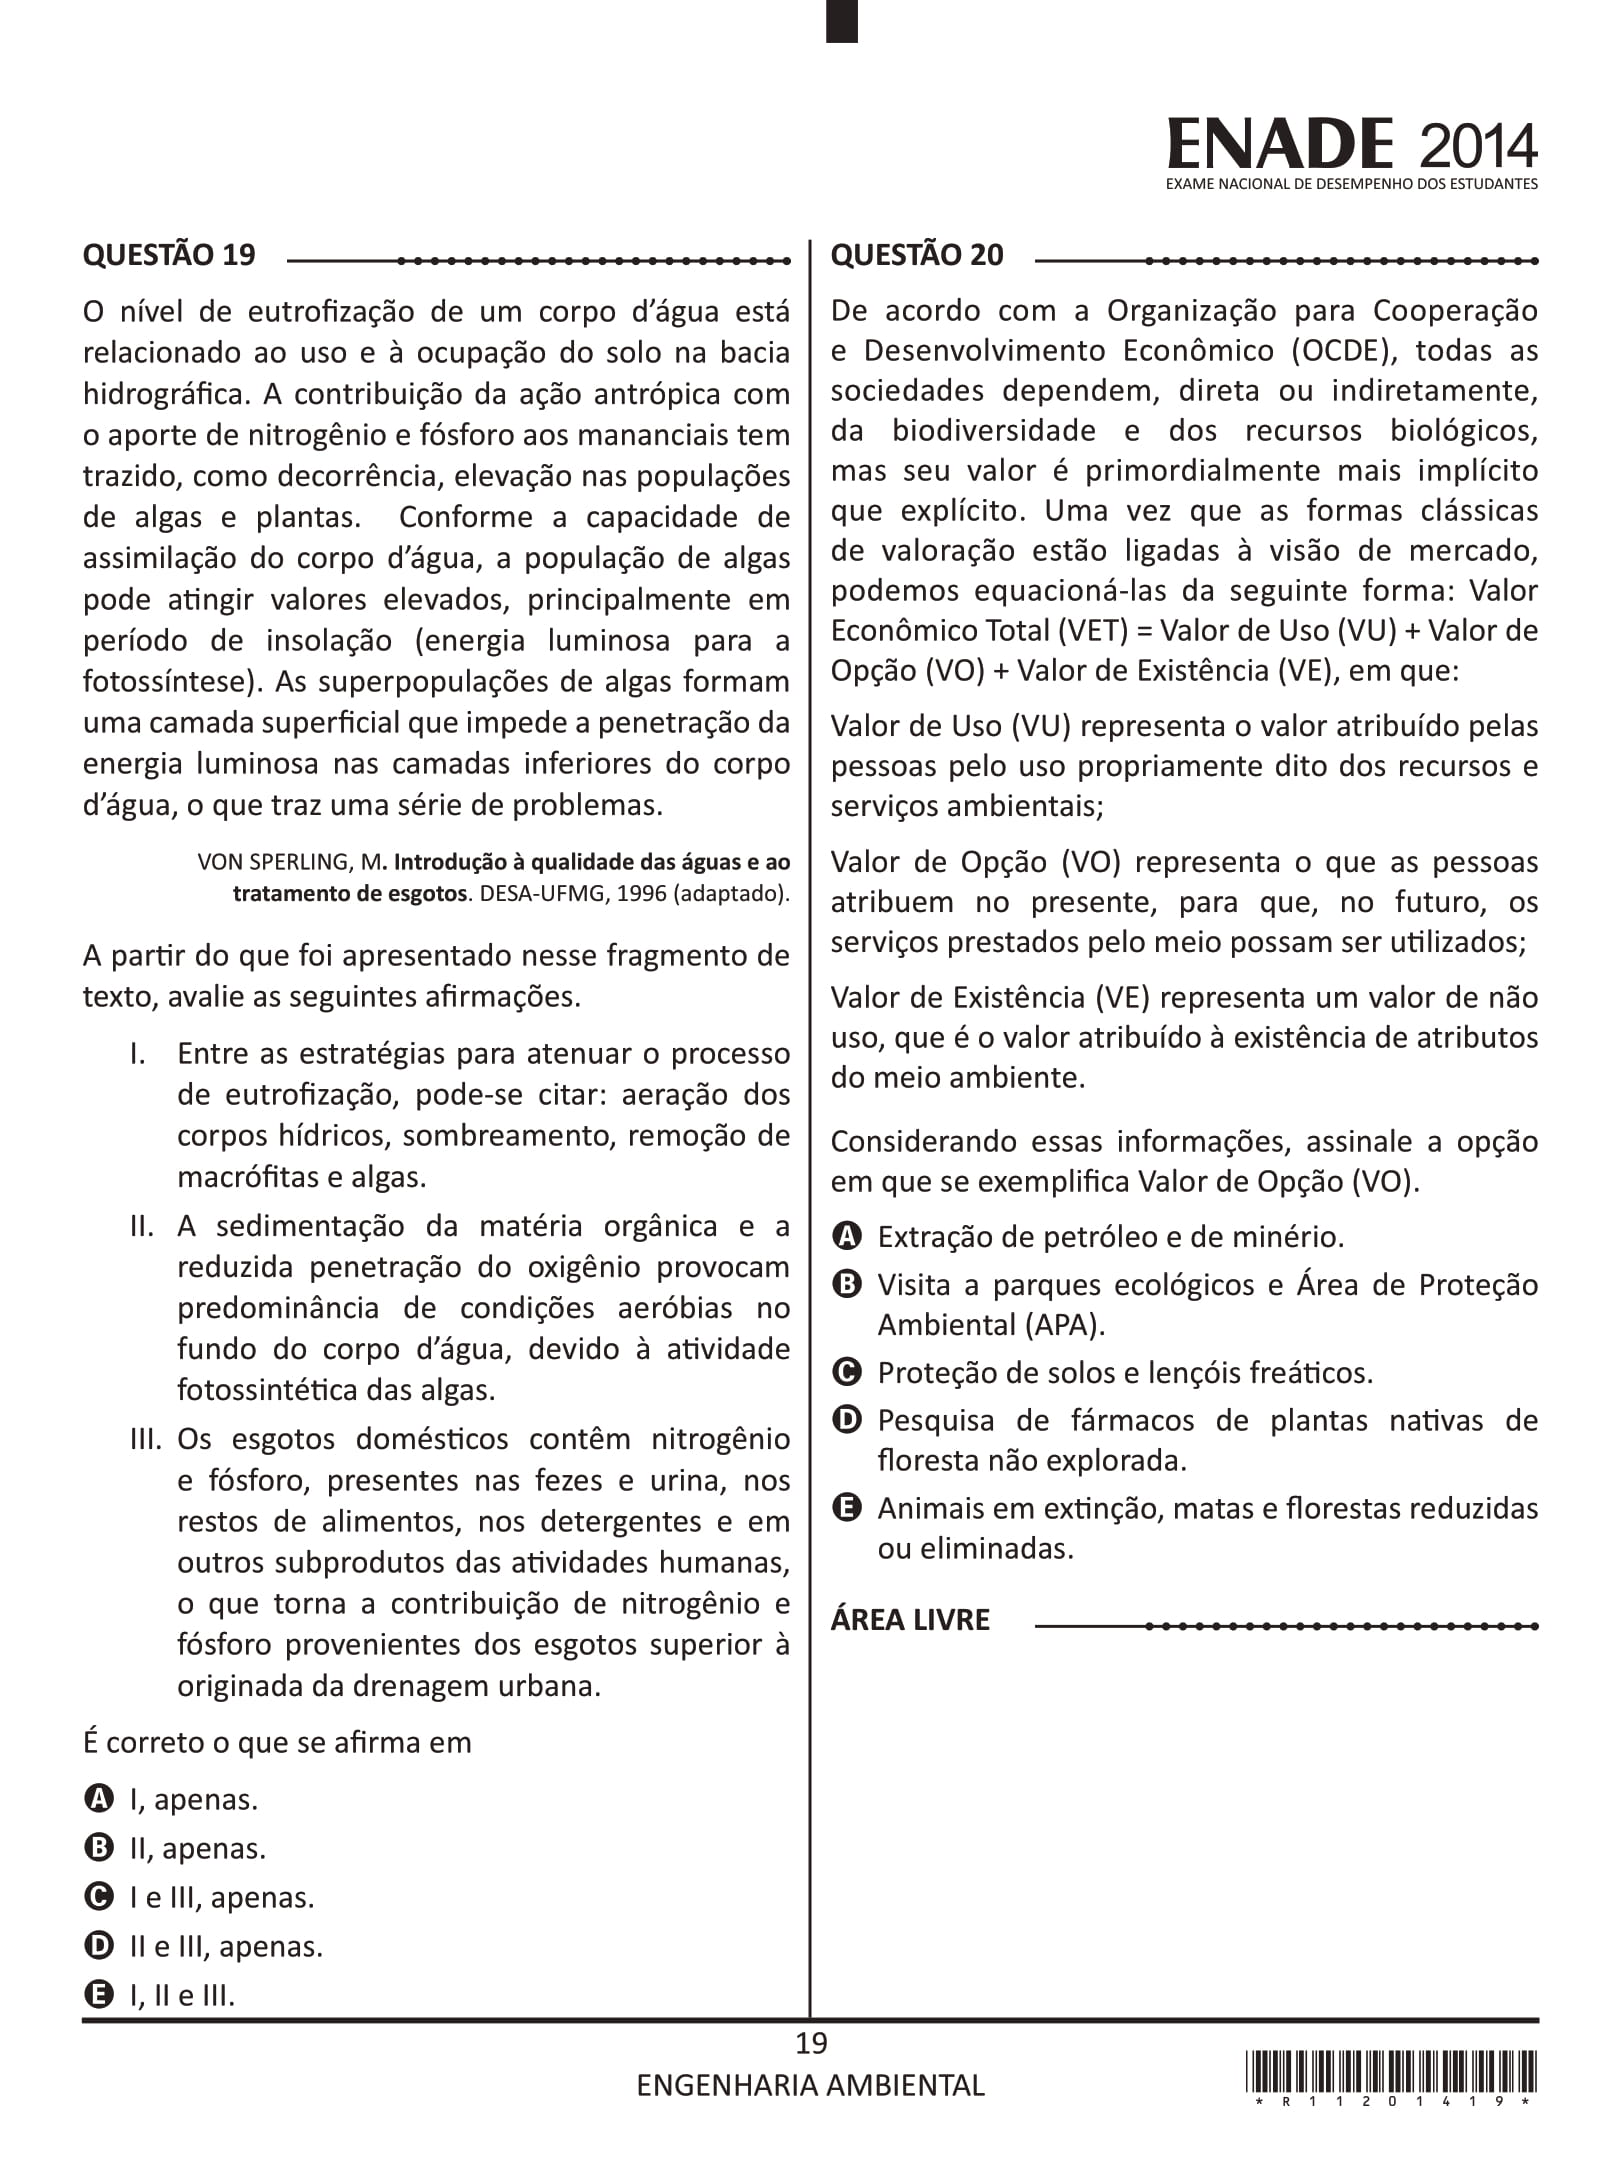 ENADE 2014
EXAME NACIONAL DE DESEMPENHO DOS ESTUDANTES
QUESTÃO 19
O nível de eutrofização de um corpo d’água está
relacionado ao uso e à ocupação do solo na bacia
hidrográfica. A contribuição da ação antrópica com
o aporte de nitrogênio e fósforo aos mananciais tem
trazido, como decorrência, elevação nas populações
de algas e plantas. Conforme a capacidade de
assimilação do corpo d’água, a população de algas
pode atingir valores elevados, principalmente em
período de insolação (energia luminosa para a
fotossíntese). As superpopulações de algas formam
uma camada superficial que impede a penetração da
energia luminosa nas camadas inferiores do corpo
d’água, o que traz uma série de problemas.
VON SPERLING, M. Introdução à qualidade das águas e ao
tratamento de esgotos. DESA-UFMG, 1996 (adaptado).
A partir do que foi apresentado nesse fragmento de
texto, avalie as seguintes afirmações.
I. Entre as estratégias para atenuar o processo
de eutrofização, pode-se citar: aeração dos
corpos hídricos, sombreamento, remoção de
macrófitas e algas.
II. A sedimentação da matéria orgânica e a
reduzida penetração do oxigênio provocam
predominância de condições aeróbias no
fundo do corpo d’água, devido à atividade
fotossintética das algas.
III. Os esgotos domésticos contêm nitrogênio
e fósforo, presentes nas fezes e urina, nos
restos de alimentos, nos detergentes e em
outros subprodutos das atividades humanas,
o que torna a contribuição de nitrogênio e
fósforo provenientes dos esgotos superior à
originada da drenagem urbana.
É correto o que se afirma em
A I, apenas.
B II, apenas.
C I e III, apenas.
D II e III, apenas.
E I, II e III.
QUESTÃO 20
De acordo com a Organização para Cooperação
e Desenvolvimento Econômico (OCDE), todas as
sociedades dependem, direta ou indiretamente,
da biodiversidade e dos recursos biológicos,
mas seu valor é primordialmente mais implícito
que explícito. Uma vez que as formas clássicas
de valoração estão ligadas à visão de mercado,
podemos equacioná-las da seguinte forma: Valor
Econômico Total (VET) = Valor de Uso (VU) + Valor de
Opção (VO) + Valor de Existência (VE), em que:
Valor de Uso (VU) representa o valor atribuído pelas
pessoas pelo uso propriamente dito dos recursos e
serviços ambientais;
Valor de Opção (VO) representa o que as pessoas
atribuem no presente, para que, no futuro, os
serviços prestados pelo meio possam ser utilizados;
Valor de Existência (VE) representa um valor de não
uso, que é o valor atribuído à existência de atributos
do meio ambiente.
Considerando essas informações, assinale a opção
em que se exemplifica Valor de Opção (VO).
A Extração de petróleo e de minério.
B Visita a parques ecológicos e Área de Proteção
Ambiental (APA).
C Proteção de solos e lençóis freáticos.
D Pesquisa de fármacos de plantas nativas de
floresta não explorada.
E Animais em extinção, matas e florestas reduzidas
ou eliminadas.
ÁREA LIVRE
19
ENGENHARIA AMBIENTAL
*R11201419*